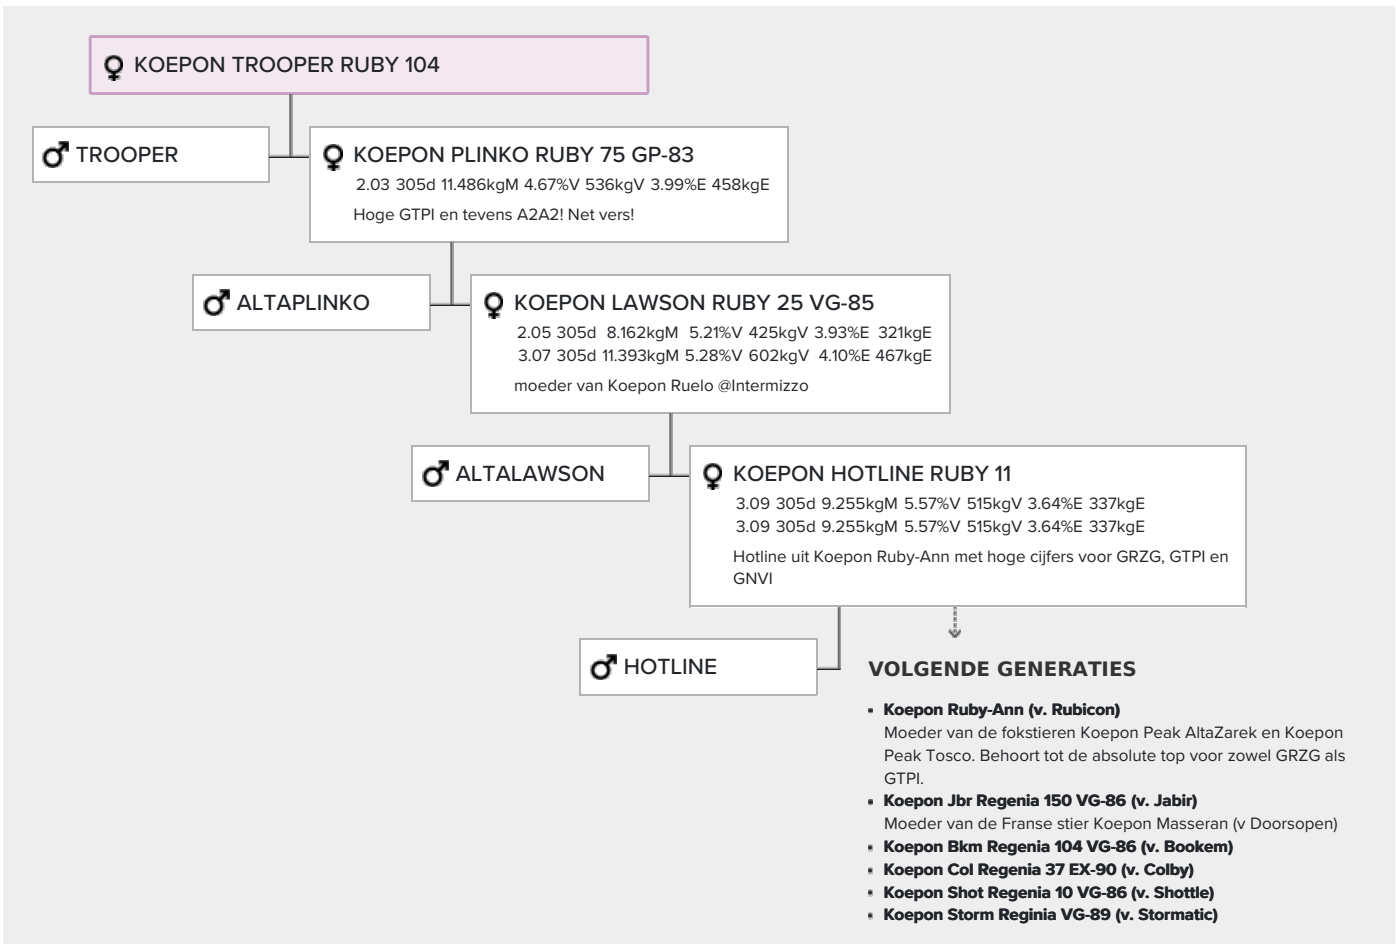 KOEPON TROOPER RUBY 104
TROOPER
KOEPON PLINKO RUBY 75 GP-83
2.03 305d 11.486kgM 4.67%V 536kgV 3.99%E 458kgE
Hoge GTPI en tevens A2A2! Net vers!
ALTAPLINKO
KOEPON LAWSON RUBY 25 VG-85
2.05 305d 8.162kgM 5.21%V 425kgV 3.93%E 321kgE
3.07 305d 11.393kgM 5.28%V 602kgV 4.10%E 467kgE
moeder van Koepon Ruelo @Intermizzo
ALTALAWSON
KOEPON HOTLINE RUBY 11
3.09 305d 9.255kgM 5.57%V 515kgV 3.64%E 337kgE
3.09 305d 9.255kgM 5.57%V 515kgV 3.64%E 337kgE
Hotline uit Koepon Ruby-Ann met hoge cijfers voor GRZG, GTPI en
GNVI
HOTLINE
VOLGENDE GENERATIES
Koepon Ruby-Ann (v. Rubicon)
Moeder van de fokstieren Koepon Peak AltaZarek en Koepon
Peak Tosco. Behoort tot de absolute top voor zowel GRZG als
GTPI.
Koepon Jbr Regenia 150 VG-86 (v. Jabir)
Moeder van de Franse stier Koepon Masseran (v Doorsopen)
Koepon Bkm Regenia 104 VG-86 (v. Bookem)
Koepon Col Regenia 37 EX-90 (v. Colby)
Koepon Shot Regenia 10 VG-86 (v. Shottle)
Koepon Storm Reginia VG-89 (v. Stormatic)